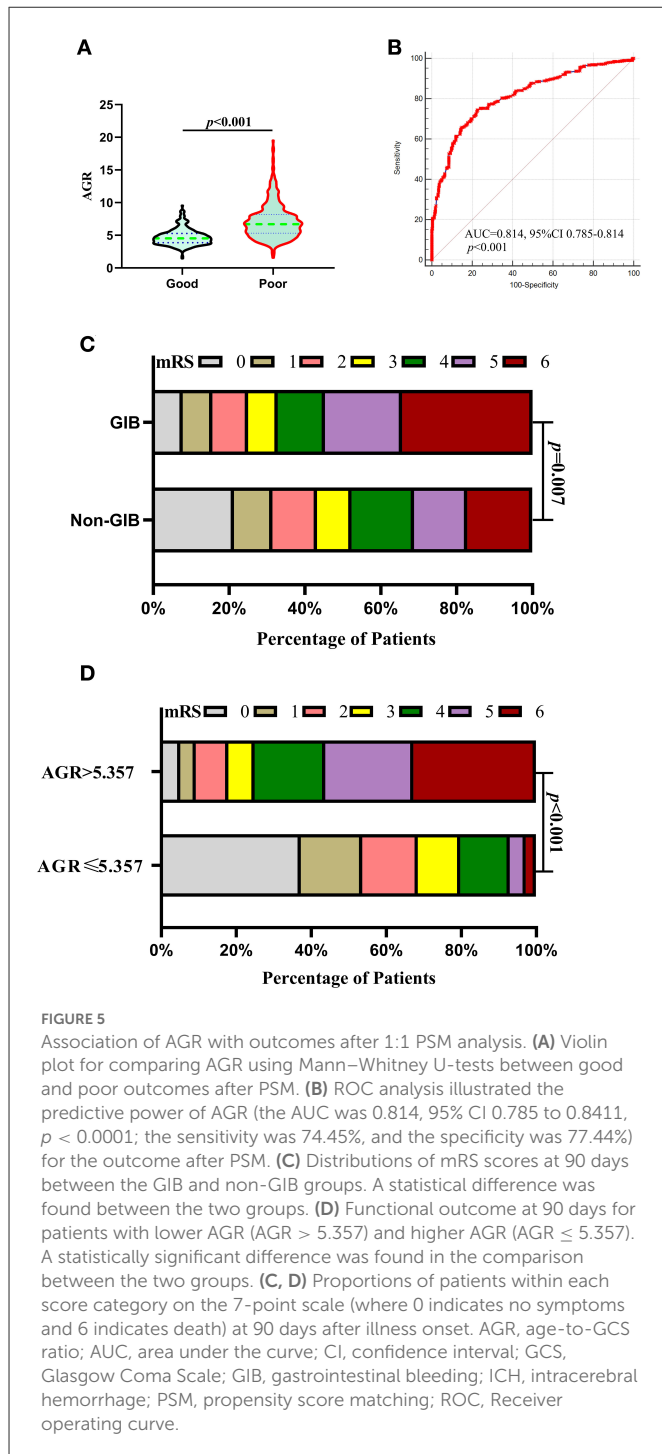 A
p<0.001
AGR
25
20
15
10
5
0
Good
Poor
B
100
80
60
40
20
0
Sensitivity
AUC=0.814, 95%CI 0.785-0.814
p<0.001
0 20 40 60 80 100
100-Specificity
C
mRS 0 1 2 3 4 5 6
GIB
Non-GIB
p=0.007
0% 20% 40% 60% 80% 100%
Percentage of Patients
D
mRS 0 1 2 3 4 5 6
AGR>5.357
AGR⩽5.357
p<0.001
0% 20% 40% 60% 80% 100%
Percentage of Patients
FIGURE 5
Association of AGR with outcomes after 1:1 PSM analysis. (A) Violin
plot for comparing AGR using Mann–Whitney U-tests between good
and poor outcomes after PSM. (B) ROC analysis illustrated the
predictive power of AGR (the AUC was 0.814, 95% CI 0.785 to 0.8411,
p < 0.0001; the sensitivity was 74.45%, and the specificity was 77.44%)
for the outcome after PSM. (C) Distributions of mRS scores at 90 days
between the GIB and non-GIB groups. A statistical difference was
found between the two groups. (D) Functional outcome at 90 days for
patients with lower AGR (AGR > 5.357) and higher AGR (AGR ≤ 5.357).
A statistically significant difference was found in the comparison
between the two groups. (C, D) Proportions of patients within each
score category on the 7-point scale (where 0 indicates no symptoms
and 6 indicates death) at 90 days after illness onset. AGR, age-to-GCS
ratio; AUC, area under the curve; CI, confidence interval; GCS,
Glasgow Coma Scale; GIB, gastrointestinal bleeding; ICH, intracerebral
hemorrhage; PSM, propensity score matching; ROC, Receiver
operating curve.